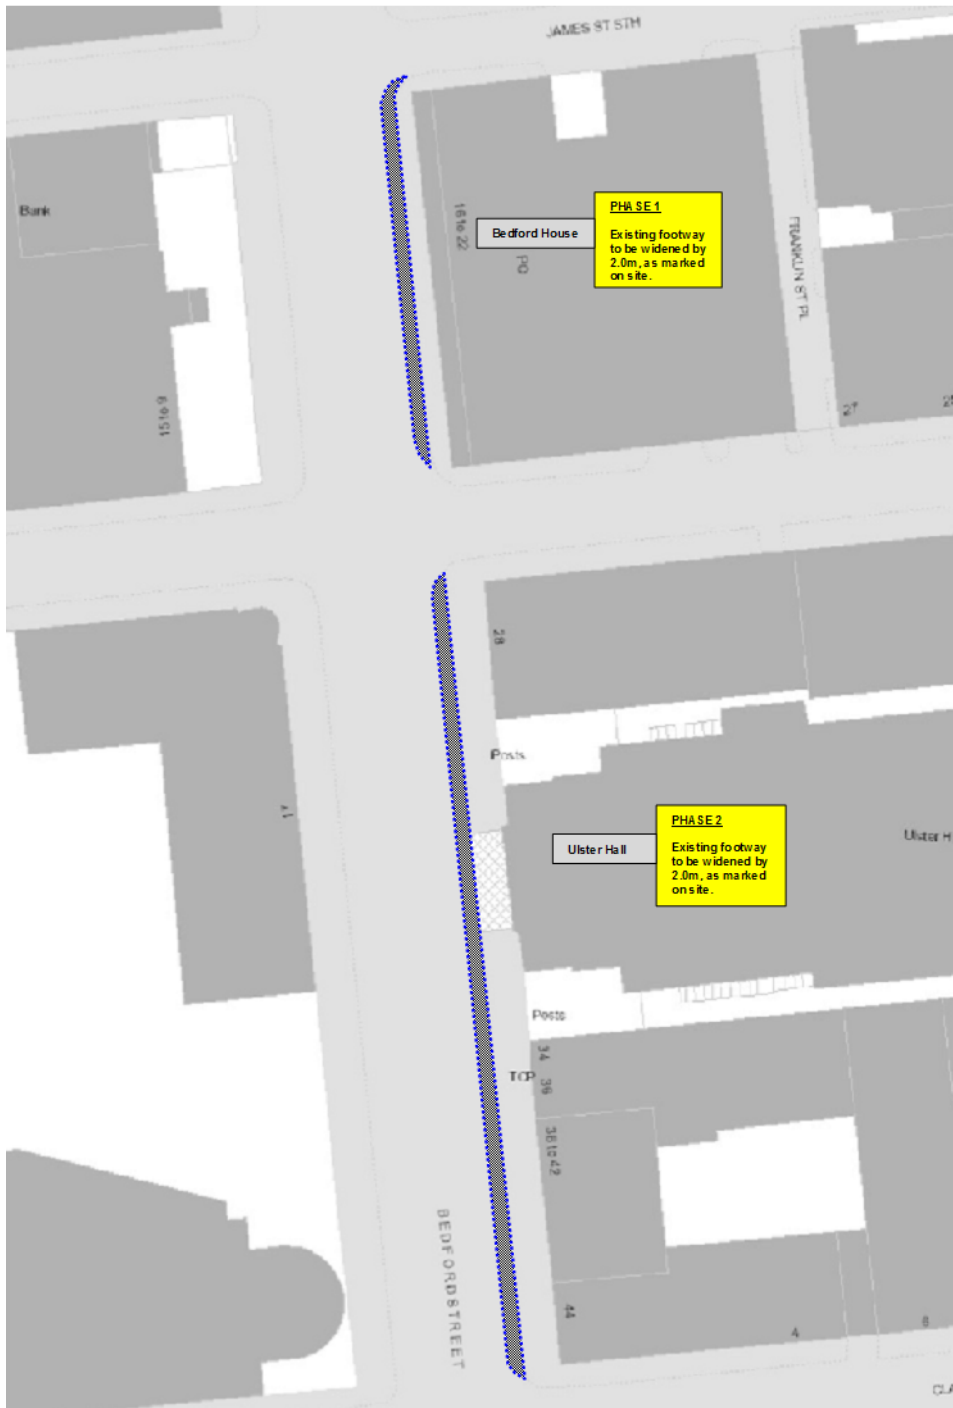 JAMES ST STH
Bank
16 to 22
PO
Bedford House
PHASE 1
Existing footway
to be widened by
2.0m, as marked
on site.
FRANKLIN ST PL
15 to 9
28
Posts
17
Ulster Hall
PHASE 2
Existing footway
to be widened by
2.0m, as marked
on site.
Ulster H
Posts
34
TCP
36
38 to 42
BEDFORD STREET
44
4
8
CLA